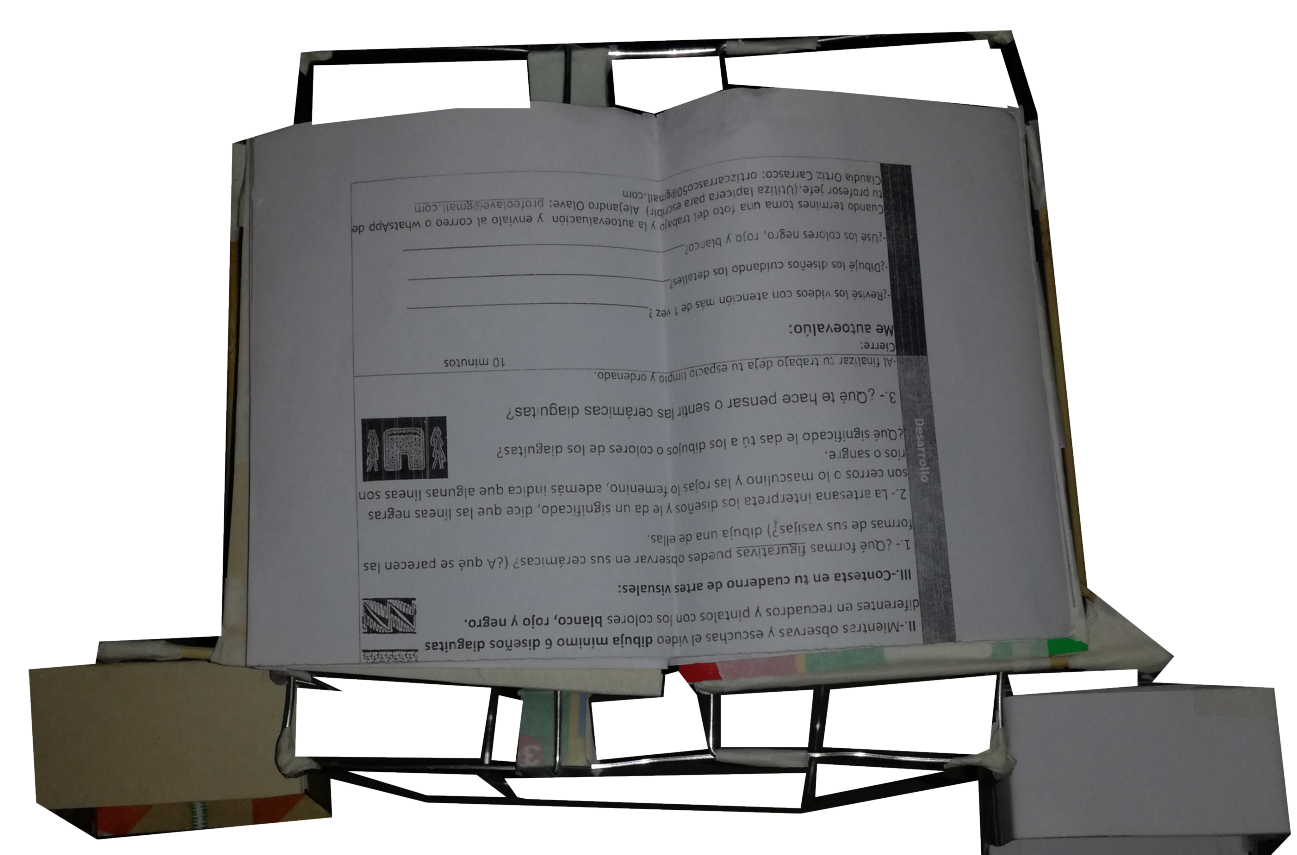 II.-Mientras observas y escuchas el video dibuja mínimo 6 diseños diaguitas
diferentes en recuadros y píntalos con los colores blanco, rojo y negro.
III.-Contesta en tu cuaderno de artes visuales:
1.- ¿Qué formas figurativas puedes observar en sus cerámicas? (¿A qué se parecen las
formas de sus vasijas?) dibuja una de ellas.
2.- La artesana interpreta los diseños y le da un significado, dice que las líneas negras
son cerros o lo masculino y las rojas lo femenino, además indica que algunas líneas son
ríos o sangre.
¿Qué significado le das tú a los dibujos o colores de los diaguitas?
3.- ¿Qué te hace pensar o sentir las cerámicas diaguitas?
-Al finalizar tu trabajo deja tu espacio limpio y ordenado.
Desarrollo
Cierre: 10 minutos
Me autoevalúo:
-¿Revisé los videos con atención más de 1 vez ?
-¿Dibujé los diseños cuidando los detalles?
-¿Usé los colores negro, rojo y blanco?
Cuando termines toma una foto del trabajo y la autoevaluación y envíalo al correo o whatsApp de
tu profesor jefe.(Utiliza lapicera para escribir) Alejandro Olave: profeolave@gmail.com
Claudia Ortiz Carrasco: ortizcarrasco50@gmail.com
3